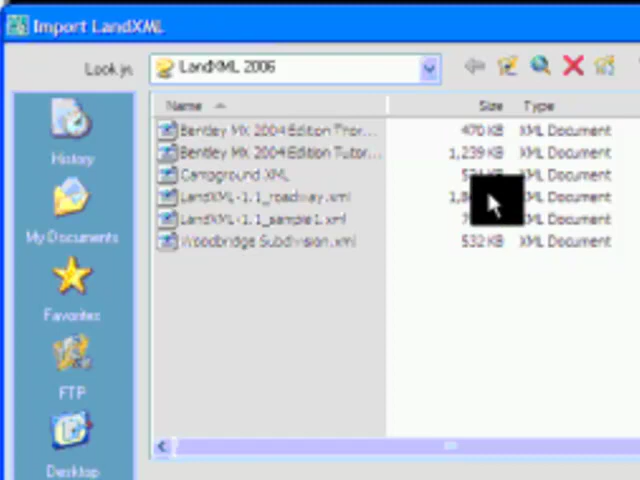 Import LandXML
Look in: LandXML 2006
Name Size Type
Bentley MX 2004 Edition Thor... 470 KB XML Document
Bentley MX 2004 Edition Tutor... 1,239 KB XML Document
Campground XML XML Document
LandXML-1.1_roadway.xml XML Document
LandXML-1.1_sample1.xml XML Document
Woodbridge Subdivision.xml 532 KB XML Document
History
My Documents
Favorites
FTP
Desktop